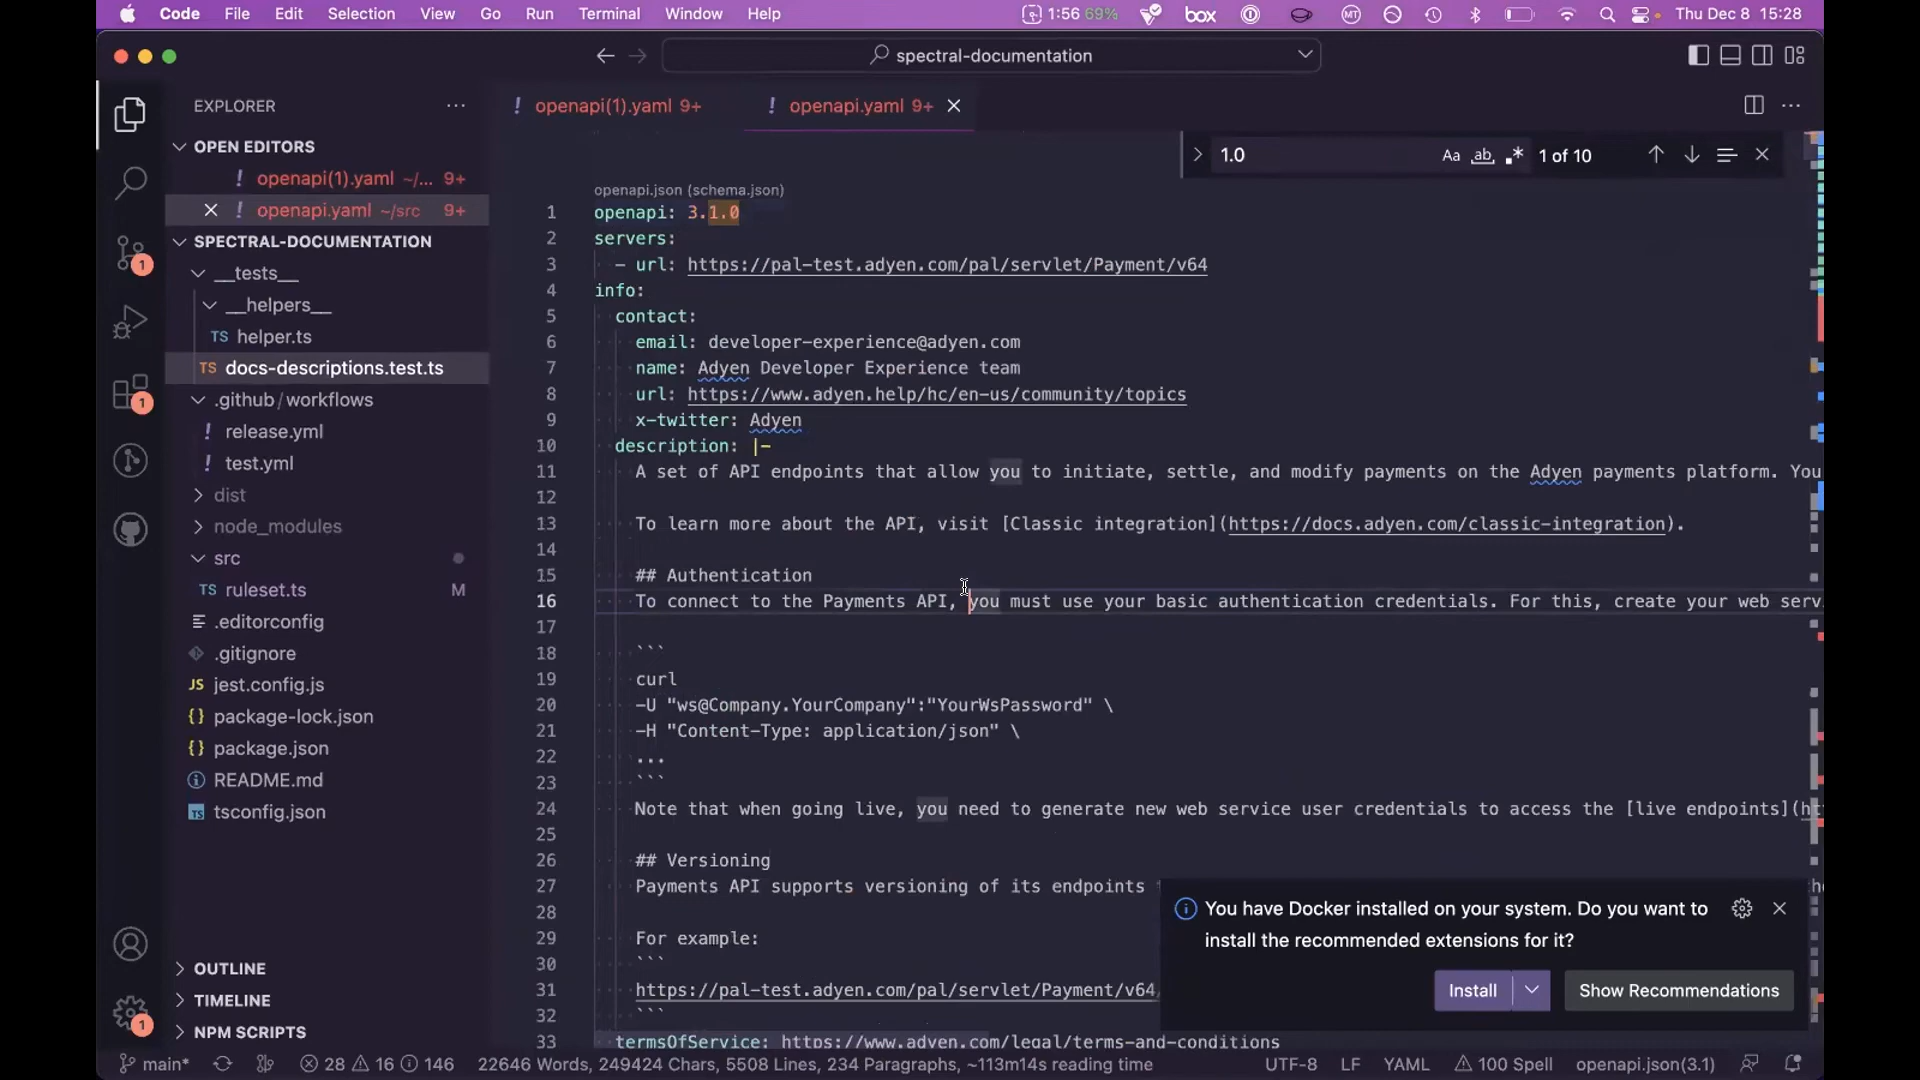 Code File Edit Selection View Go Run Terminal Window Help 1:56 69% box MT Thu Dec 8 15:28
spectral-documentation
EXPLORER
OPEN EDITORS
! openapi(1).yaml ~/... 9+
! openapi.yaml ~/src 9+
SPECTRAL-DOCUMENTATION
__tests__
__helpers__
TS helper.ts
TS docs-descriptions.test.ts
.github/workflows
! release.yml
! test.yml
dist
node_modules
src
TS ruleset.ts M
.editorconfig
.gitignore
JS jest.config.js
{} package-lock.json
{} package.json
README.md
tsconfig.json
OUTLINE
TIMELINE
NPM SCRIPTS
1
1
1
! openapi(1).yaml 9+ ! openapi.yaml 9+
1.0 Aa ab 1 of 10
openapi.json (schema.json)
1 openapi: 3.1.0
2 servers:
3 - url: https://pal-test.adyen.com/pal/servlet/Payment/v64
4 info:
5 contact:
6 email: developer-experience@adyen.com
7 name: Adyen Developer Experience team
8 url: https://www.adyen.help/hc/en-us/community/topics
9 x-twitter: Adyen
10 description: |-
11 A set of API endpoints that allow you to initiate, settle, and modify payments on the Adyen payments platform. You
12
13 To learn more about the API, visit [Classic integration](https://docs.adyen.com/classic-integration).
14
15 ## Authentication
16 To connect to the Payments API, you must use your basic authentication credentials. For this, create your web serv
17
18 ```
19 curl
20 -U "ws@Company.YourCompany":"YourWsPassword" \
21 -H "Content-Type: application/json" \
22 ...
23 ```
24 Note that when going live, you need to generate new web service user credentials to access the [live endpoints](ht
25
26 ## Versioning
27 Payments API supports versioning of its endpoints
28
29 For example:
30 ```
31 https://pal-test.adyen.com/pal/servlet/Payment/v64
32 ```
33 termsOfService: https://www.adyen.com/legal/terms-and-conditions
You have Docker installed on your system. Do you want to
install the recommended extensions for it?
Install Show Recommendations
main* 28 16 146 22646 Words, 249424 Chars, 5508 Lines, 234 Paragraphs, ~113m14s reading time UTF-8 LF YAML 100 Spell openapi.json(3.1)